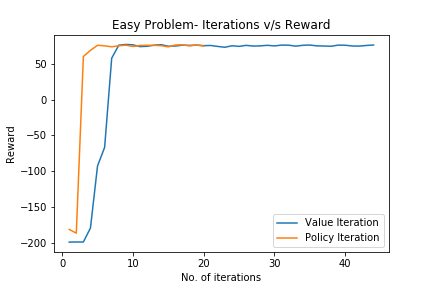 Easy Problem- Iterations v/s Reward
Reward
50
0
−50
−100
−150
−200
0
10
20
30
40
No. of iterations
Value Iteration
Policy Iteration